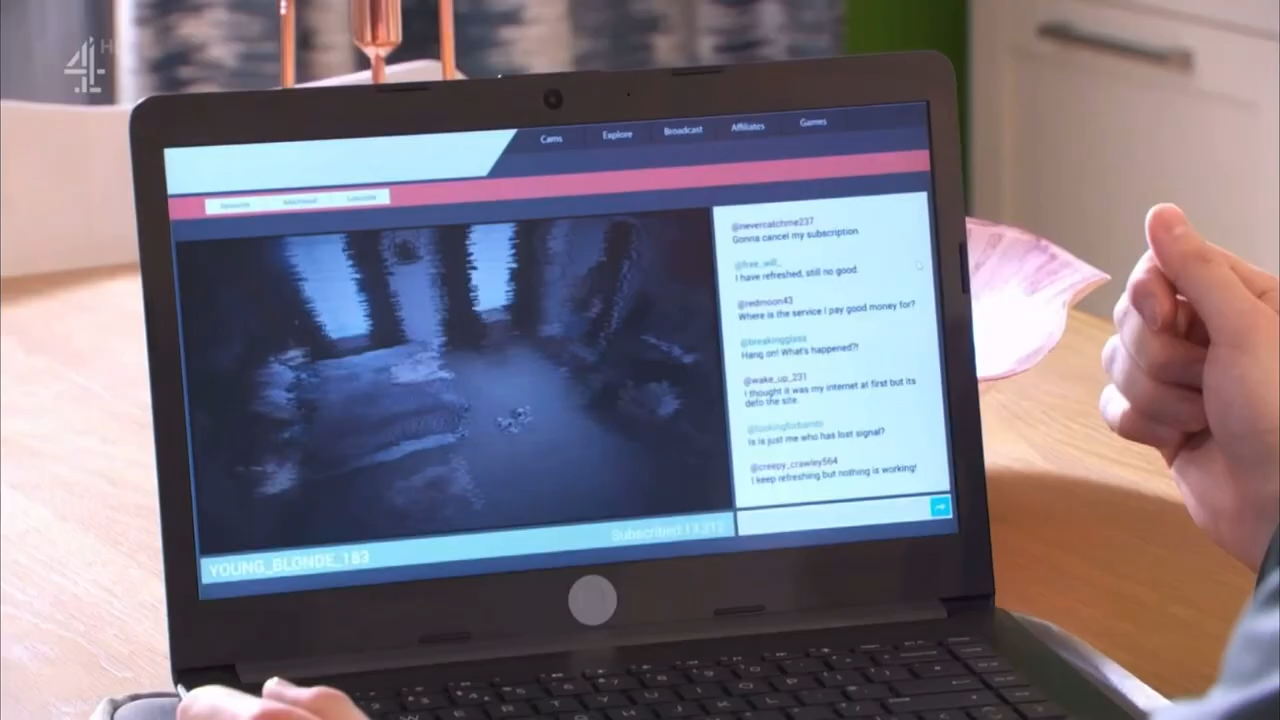 4 H
Cams Explore Broadcast Affiliates Games
@nevercatchme237
Gonna cancel my subscription
@free_will_
I have refreshed, still no good.
@redmoon43
Where is the service I pay good money for?
@breakingglass
Hang on! What's happened?!
@wake_up_231
I thought it was my internet at first but its
defo the site.
Is is just me who has lost signal?
@creepy_crawley564
I keep refreshing but nothing is working!
Subscribed:
YOUNG_BLONDE_183